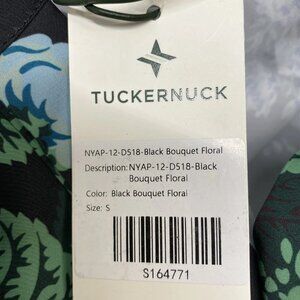 TUCKERNUCK
NYAP-12-D518-Black Bouquet Floral
Description: NYAP-12-D518-Black
Bouquet Floral
Color: Black Bouquet Floral
Size: S
S164771